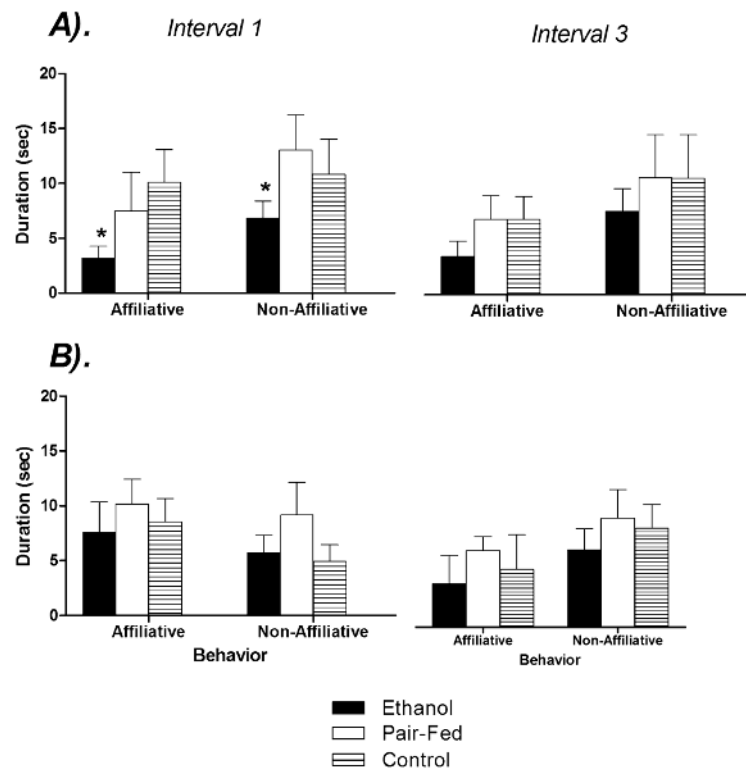 A).
Interval 1
Interval 3
Duration (sec)
20
15
10
5
0
*
*
Affiliative
Non-Affiliative
Affiliative
Non-Affiliative
B).
Duration (sec)
20
15
10
5
0
Affiliative
Non-Affiliative
Behavior
Affiliative
Non-Affiliative
Behavior
Ethanol
Pair-Fed
Control